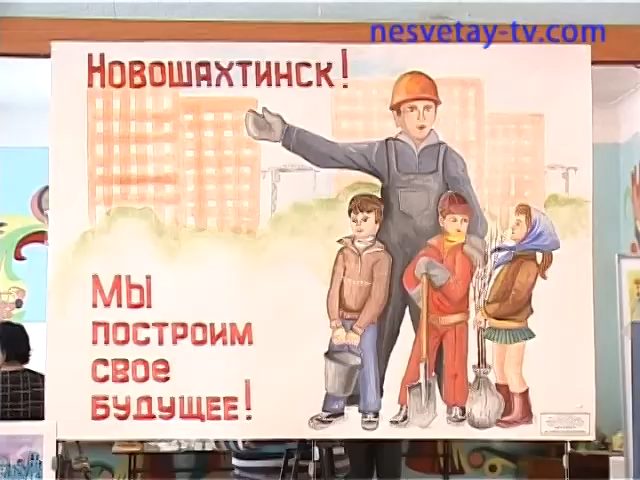 nesvetay-tv.com
Новошахтинск!
Мы
построим
свое
будущее!